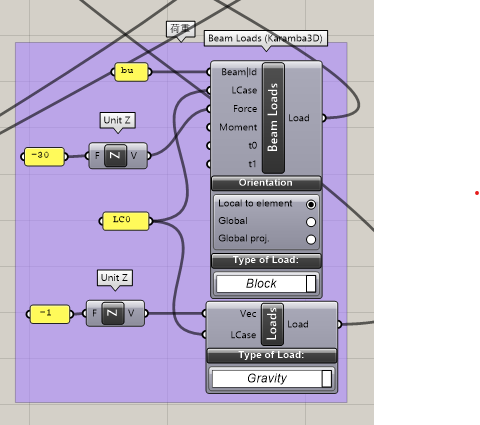 荷重
Beam Loads (Karamba3D)
bu
Beam|Id
LCase
Force
Moment
t0
t1
Beam Loads
Load
Unit Z
-30
F Z V
Orientation
Local to element
Global
Global proj.
LC0
Type of Load:
Block
Unit Z
-1
F Z V
Vec
LCase
Loads
Load
Type of Load:
Gravity